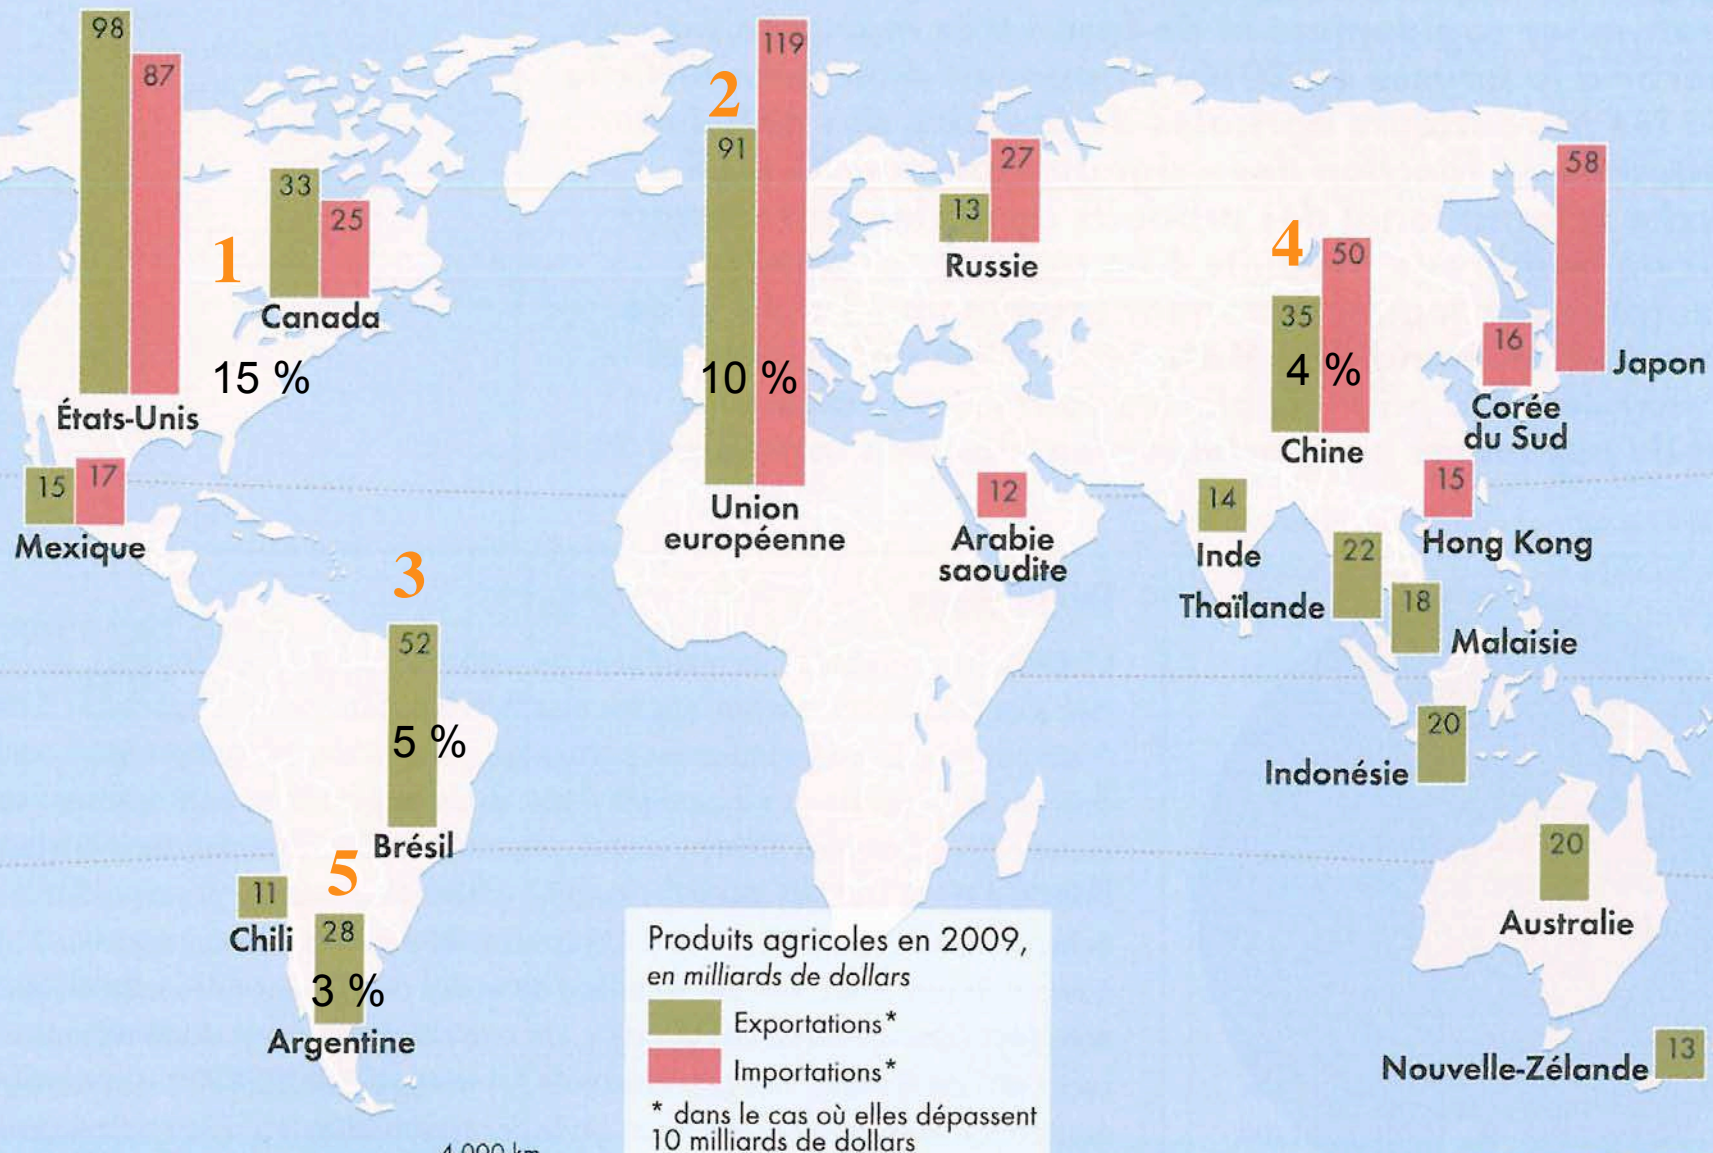 98
87
États-Unis
1
33
25
Canada
15 %
15
17
Mexique
2
91
119
10 %
Union
européenne
13
27
Russie
4
35
50
4 %
Chine
58
Japon
16
Corée
du Sud
15
Hong Kong
12
Arabie
saoudite
14
Inde
22
Thaïlande
18
Malaisie
20
Indonésie
3
52
5 %
Brésil
11
Chili
5
28
3 %
Argentine
20
Australie
13
Nouvelle-Zélande
Produits agricoles en 2009,
en milliards de dollars
Exportations*
Importations*
* dans le cas où elles dépassent
10 milliards de dollars
4 000 km